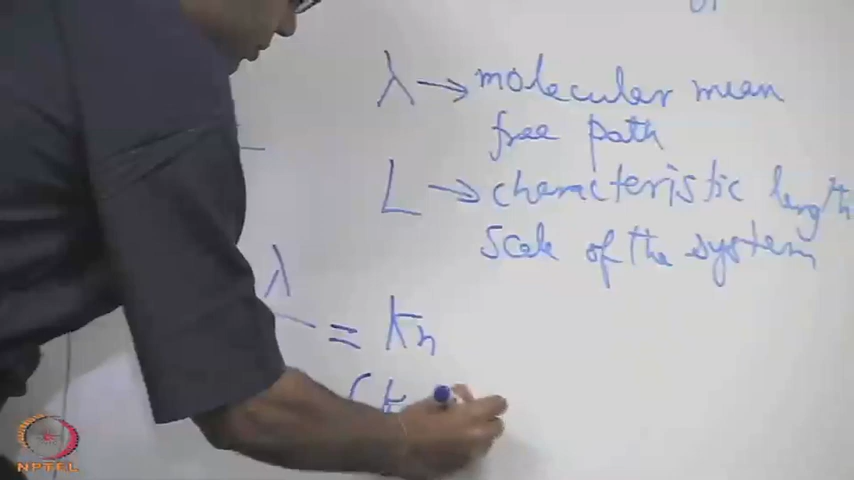 λ → molecular mean
free path
L → characteristic length
scale of the system
λ
= Kn
(K
NPTEL